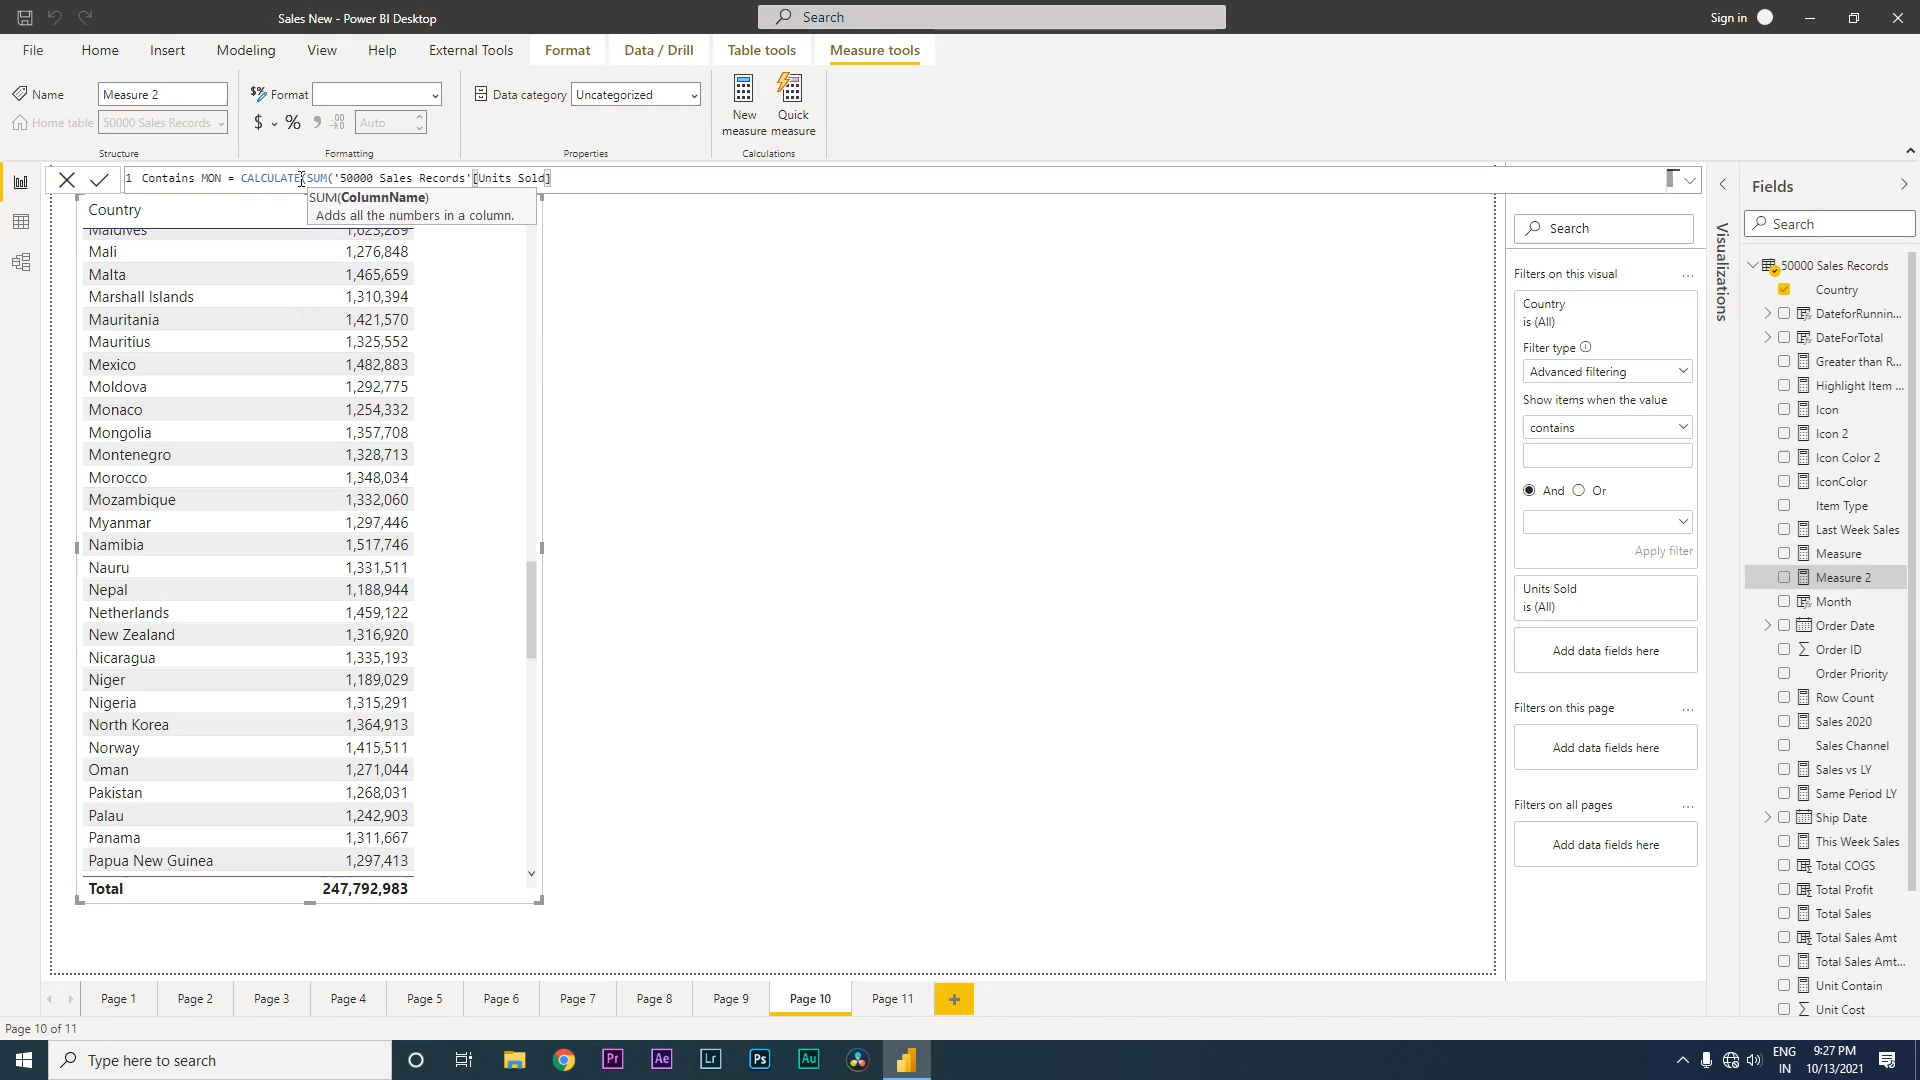 Sales New - Power BI Desktop
Search
Sign in
File
Home
Insert
Modeling
View
Help
External Tools
Format
Data / Drill
Table tools
Measure tools
Name
Measure 2
Home table
50000 Sales Records
Structure
Format
$
%
Auto
Formatting
Data category
Uncategorized
Properties
New measure
Quick measure
Calculations
1 Contains MON = CALCULATE(SUM('50000 Sales Records'[Units Sold]
SUM(ColumnName)
Adds all the numbers in a column.
Country
Maldives 1,623,289
Mali 1,276,848
Malta 1,465,659
Marshall Islands 1,310,394
Mauritania 1,421,570
Mauritius 1,325,552
Mexico 1,482,883
Moldova 1,292,775
Monaco 1,254,332
Mongolia 1,357,708
Montenegro 1,328,713
Morocco 1,348,034
Mozambique 1,332,060
Myanmar 1,297,446
Namibia 1,517,746
Nauru 1,331,511
Nepal 1,188,944
Netherlands 1,459,122
New Zealand 1,316,920
Nicaragua 1,335,193
Niger 1,189,029
Nigeria 1,315,291
North Korea 1,364,913
Norway 1,415,511
Oman 1,271,044
Pakistan 1,268,031
Palau 1,242,903
Panama 1,311,667
Papua New Guinea 1,297,413
Total 247,792,983
Search
Filters on this visual ...
Country
is (All)
Filter type
Advanced filtering
Show items when the value
contains
And
Or
Apply filter
Units Sold
is (All)
Add data fields here
Filters on this page ...
Add data fields here
Filters on all pages ...
Add data fields here
Visualizations
Fields
Search
50000 Sales Records
Country
DateforRunnin...
DateForTotal
Greater than R...
Highlight Item ...
Icon
Icon 2
Icon Color 2
IconColor
Item Type
Last Week Sales
Measure
Measure 2
Month
Order Date
Order ID
Order Priority
Row Count
Sales 2020
Sales Channel
Sales vs LY
Same Period LY
Ship Date
This Week Sales
Total COGS
Total Profit
Total Sales
Total Sales Amt
Total Sales Amt...
Unit Contain
Unit Cost
Page 1
Page 2
Page 3
Page 4
Page 5
Page 6
Page 7
Page 8
Page 9
Page 10
Page 11
+
Page 10 of 11
Type here to search
Pr
Ae
Lr
Ps
Au
ENG
IN
9:27 PM
10/13/2021